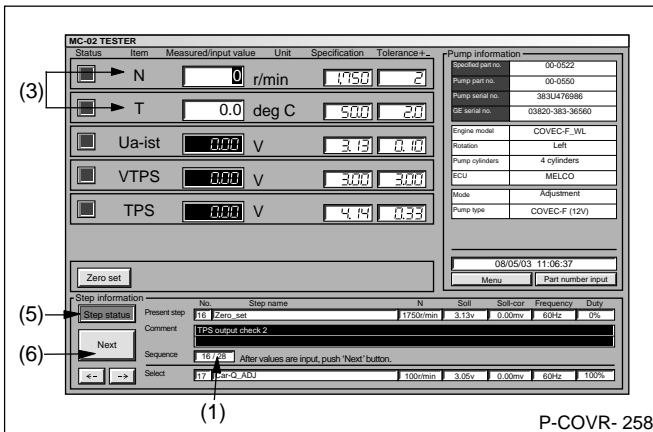 MC-02 TESTER
Status Item Measured/input value Unit Specification Tolerance+_
N 0 r/min 1,750 2
T 0.0 deg C 50.0 2.0
Ua-ist 0.00 V 3.13 0.10
VTPS 0.00 V 3.00 3.00
TPS 0.00 V 4.14 0.33
Zero set
(3)
Pump information
Specified part no. 00-0522
Pump part no. 00-0550
Pump serial no. 383U476986
GE serial no. 03820-383-36560
Engine model COVEC-F_WL
Rotation Left
Pump cylinders 4 cylinders
ECU MELCO
Mode Adjustment
Pump type COVEC-F (12V)
08/05/03 11:06:37
Menu Part number input
Step information
No. Step name N Soll Soll-cor Frequency Duty
(5) Step status Present step 16 Zero_set 1750r/min 3.13v 0.00mv 60Hz 0%
Comment TPS output check 2
(6) Next
Sequence 16 / 28 After values are input, push 'Next' button.
<- -> Select 17 Car-Q_ADJ 100r/min 3.05v 0.00mv 60Hz 100%
(1)
P-COVR- 258